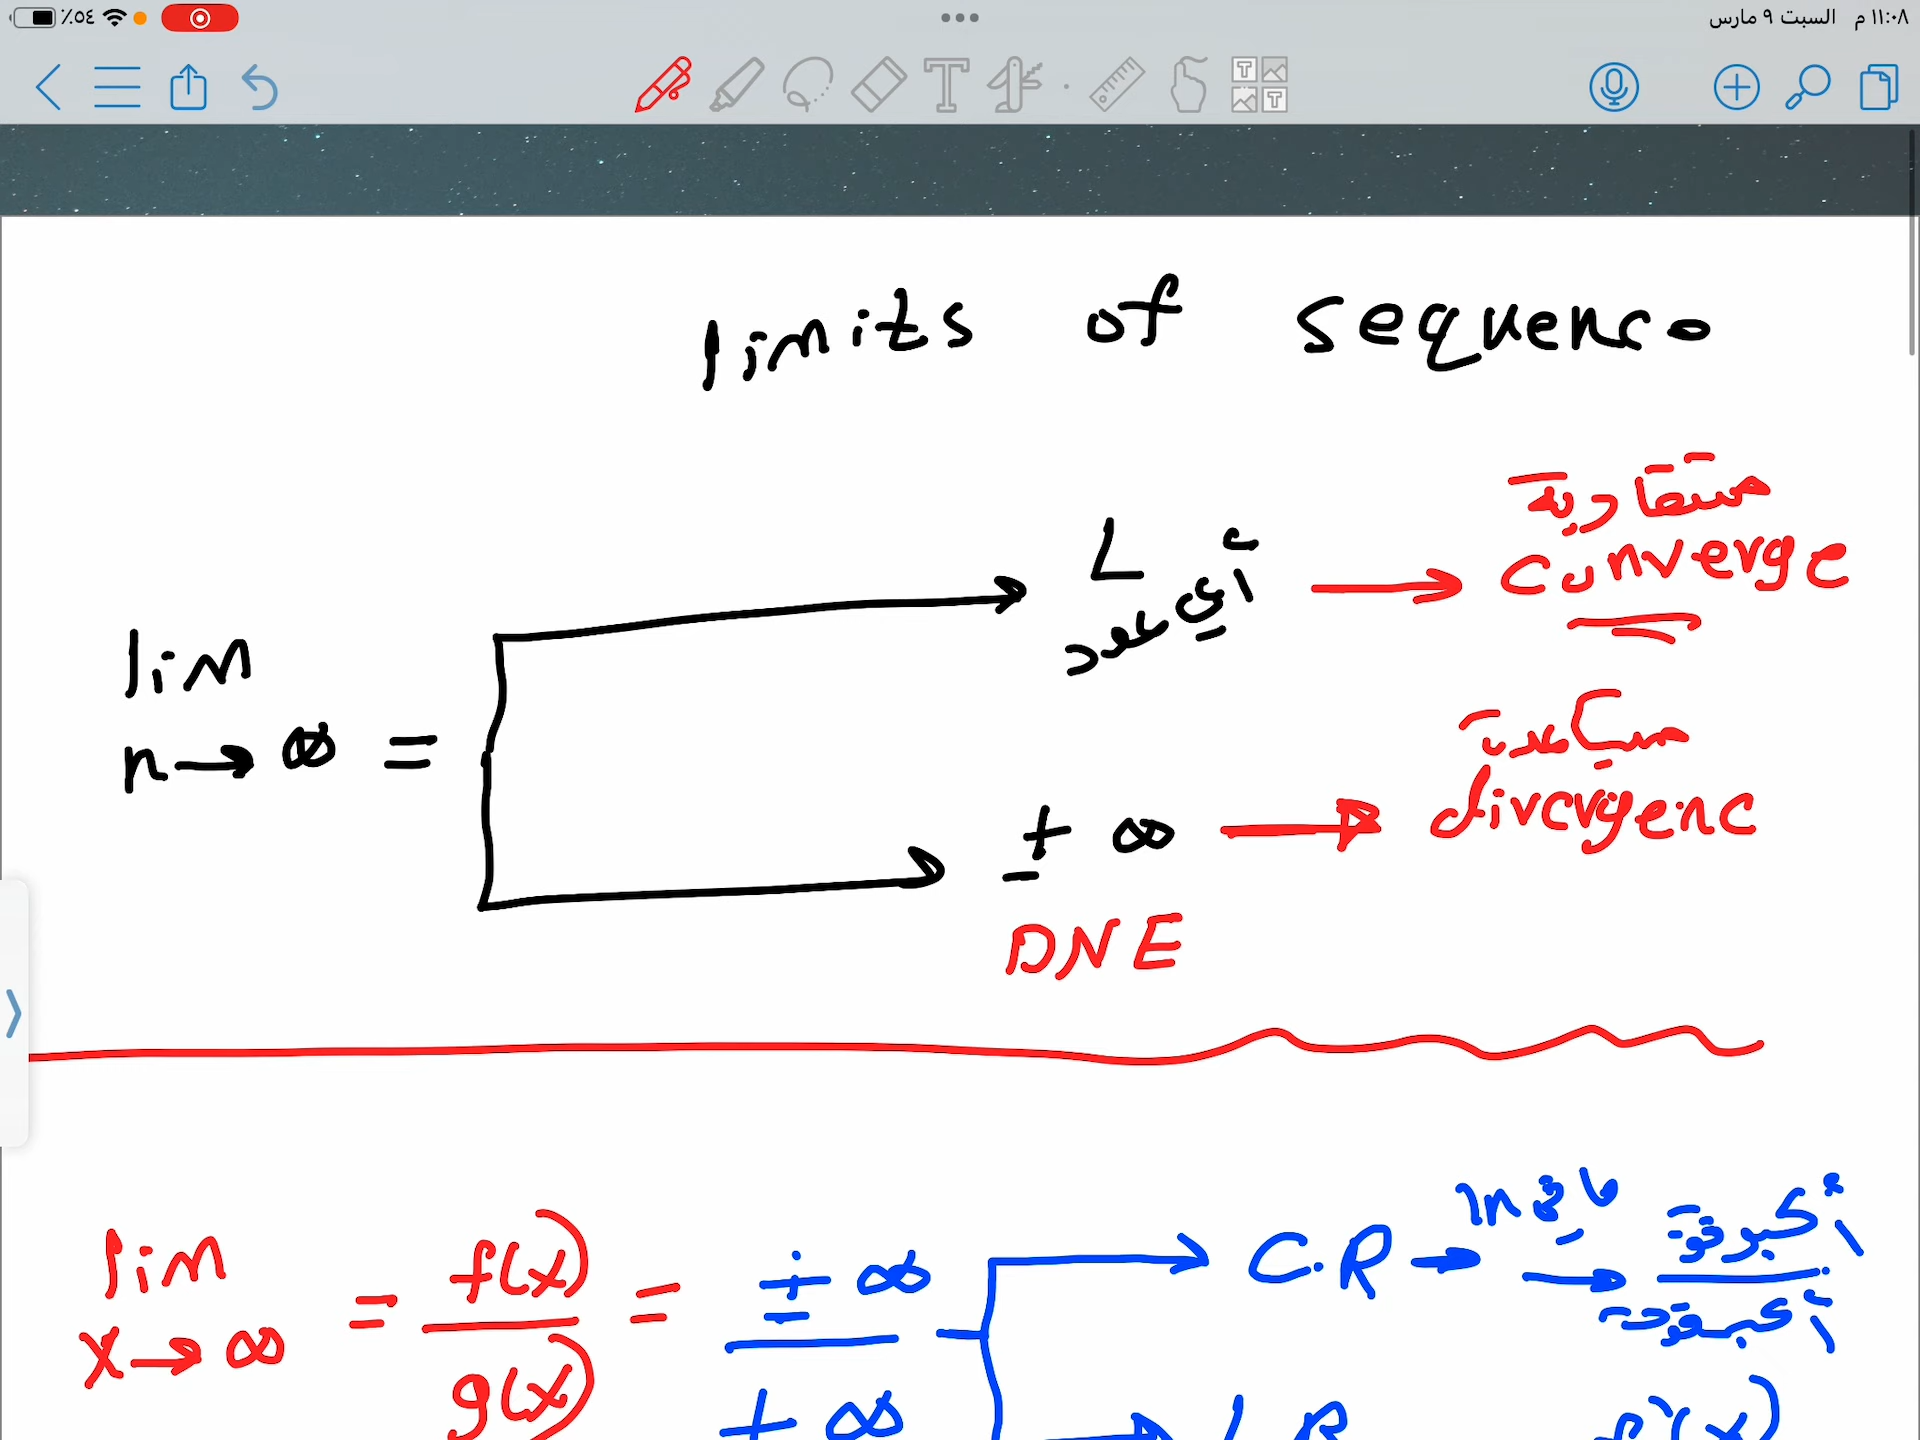 ٪٥٤
السبت ٩ مارس ١١:٠٨ م
limits of sequence
متقاربة
L أي عدد → converge
lim
n→∞ =
متباعدة
± ∞ → divergenc
DNE
lim x→∞ = f(x)/g(x) = ±∞/+∞
C.R → أكبر قوة / أكبر قوة
L.R
f'(x)